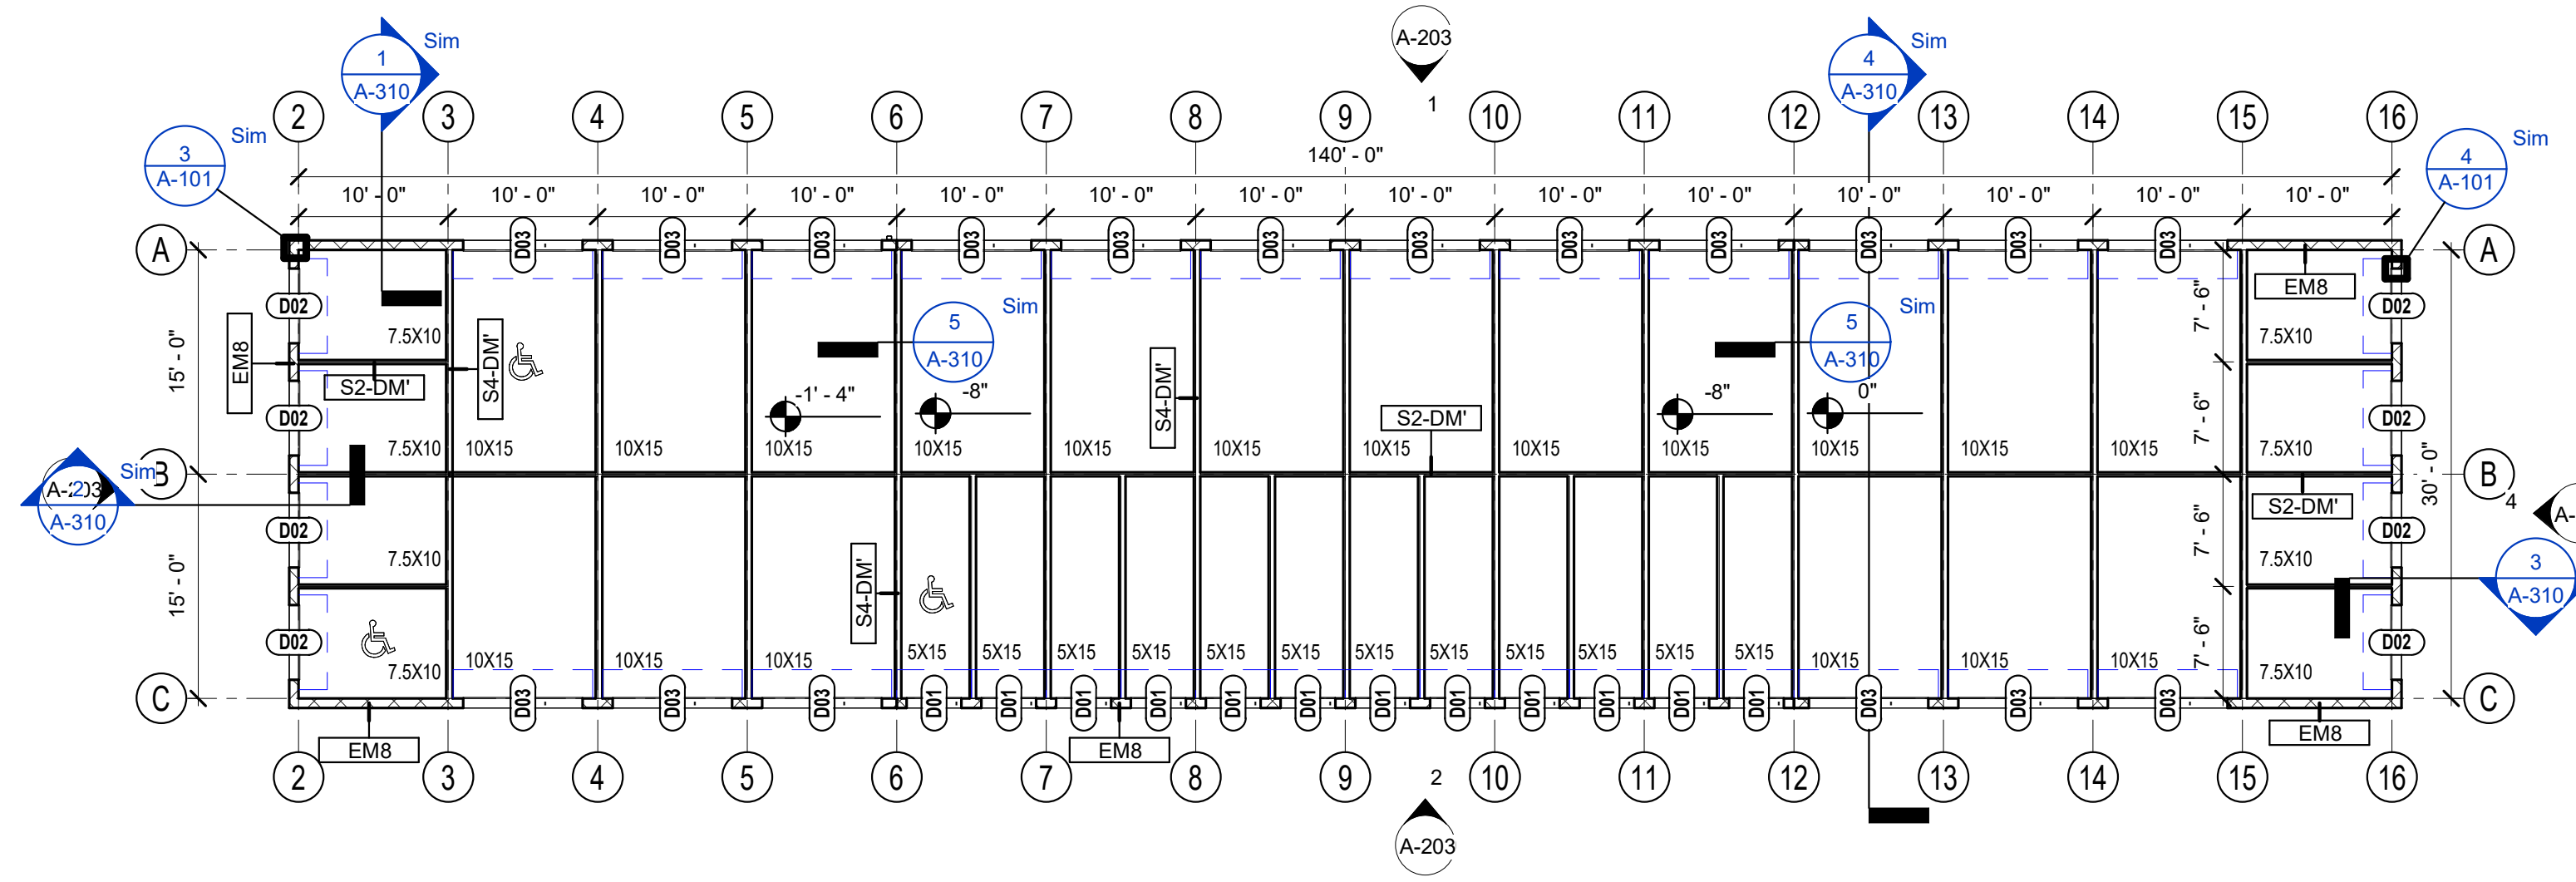 1
A-310
Sim
A-203
1
4
A-310
Sim
3
A-101
Sim
4
A-101
Sim
2 3 4 5 6 7 8 9 10 11 12 13 14 15 16
140' - 0"
10' - 0" 10' - 0" 10' - 0" 10' - 0" 10' - 0" 10' - 0" 10' - 0" 10' - 0" 10' - 0" 10' - 0" 10' - 0" 10' - 0" 10' - 0" 10' - 0"
A D03 D03 D03 D03 D03 D03 D03 D03 D03 D03 D03 D03 A
EM8
D02 7' - 6" D02
5
A-310
Sim
5
A-310
Sim
15' - 0" EM8 7.5X10 S4-DM' 7.5X10
S2-DM' S4-DM'
-1' - 4" -8" -8" 0"
D02 S2-DM' 7' - 6" D02
7.5X10 10X15 10X15 10X15 10X15 10X15 10X15 10X15 10X15 10X15 10X15 10X15 10X15 7.5X10
Sim B B
30' - 0"
A-203
2
A-310
4
A-
S2-DM'
D02 7' - 6" D02
7.5X10 7.5X10
3
A-310
15' - 0" S4-DM'
D02 7' - 6" D02
7.5X10 10X15 10X15 10X15 5X15 5X15 5X15 5X15 5X15 5X15 5X15 5X15 5X15 5X15 5X15 5X15 10X15 10X15 10X15 7.5X10
C D03 D03 D03 D01 D01 D01 D01 D01 D01 D01 D01 D01 D01 D01 D01 D03 D03 D03 C
EM8 EM8 EM8
2 3 4 5 6 7 8 9 10 11 12 13 14 15 16
2
A-203